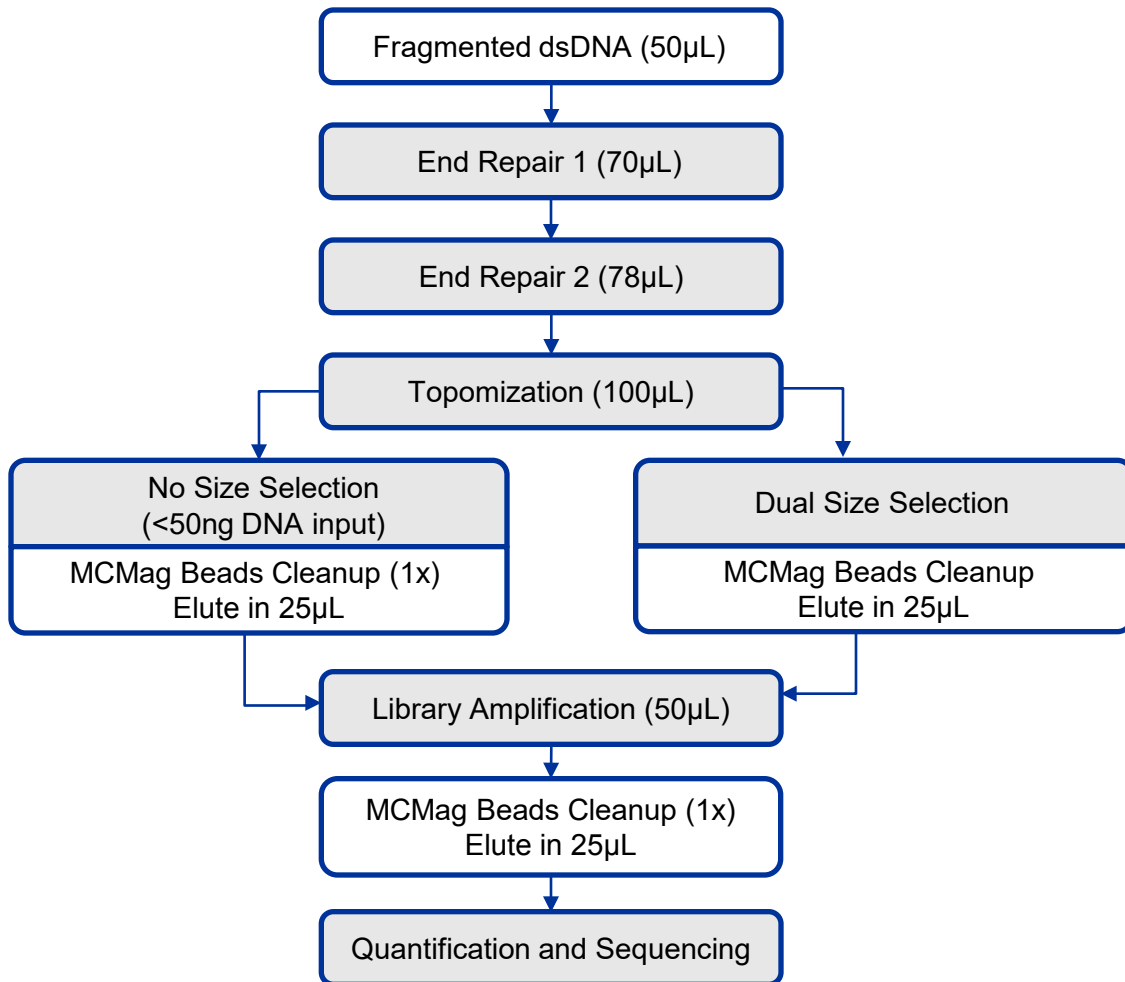 Fragmented dsDNA (50µL)
End Repair 1 (70µL)
End Repair 2 (78µL)
Topomization (100µL)
No Size Selection
(<50ng DNA input)
MCMag Beads Cleanup (1x)
Elute in 25µL
Dual Size Selection
MCMag Beads Cleanup
Elute in 25µL
Library Amplification (50µL)
MCMag Beads Cleanup (1x)
Elute in 25µL
Quantification and Sequencing